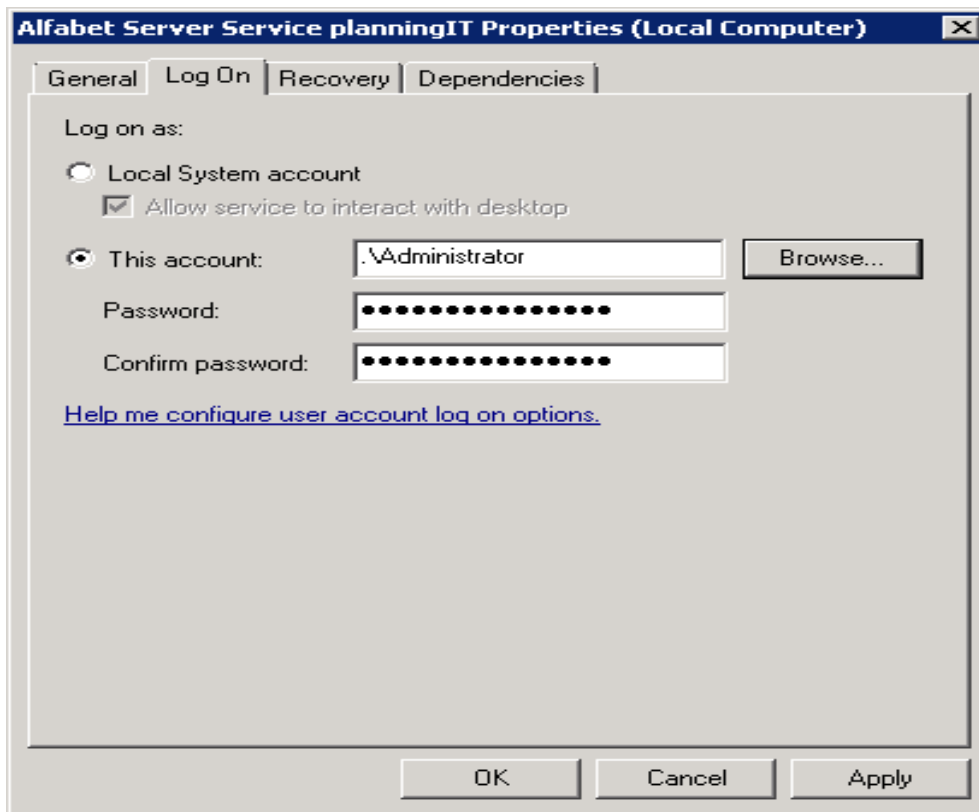 Alfabet Server Service planningIT Properties (Local Computer)
General Log On Recovery Dependencies
Log on as:
Local System account
Allow service to interact with desktop
This account: .\Administrator Browse...
Password: ●●●●●●●●●●●●●●●
Confirm password: ●●●●●●●●●●●●●●●
Help me configure user account log on options.
OK Cancel Apply